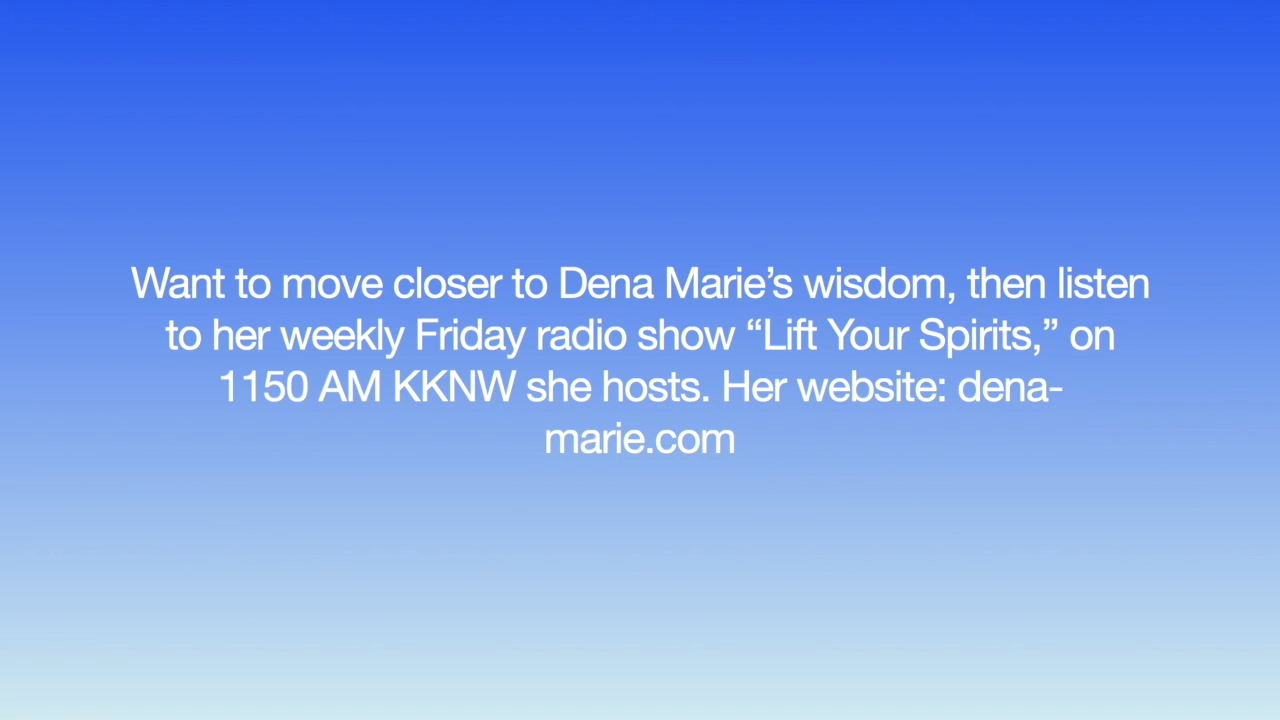 Want to move closer to Dena Marie’s wisdom, then listen
to her weekly Friday radio show “Lift Your Spirits,” on
1150 AM KKNW she hosts. Her website: dena-
marie.com